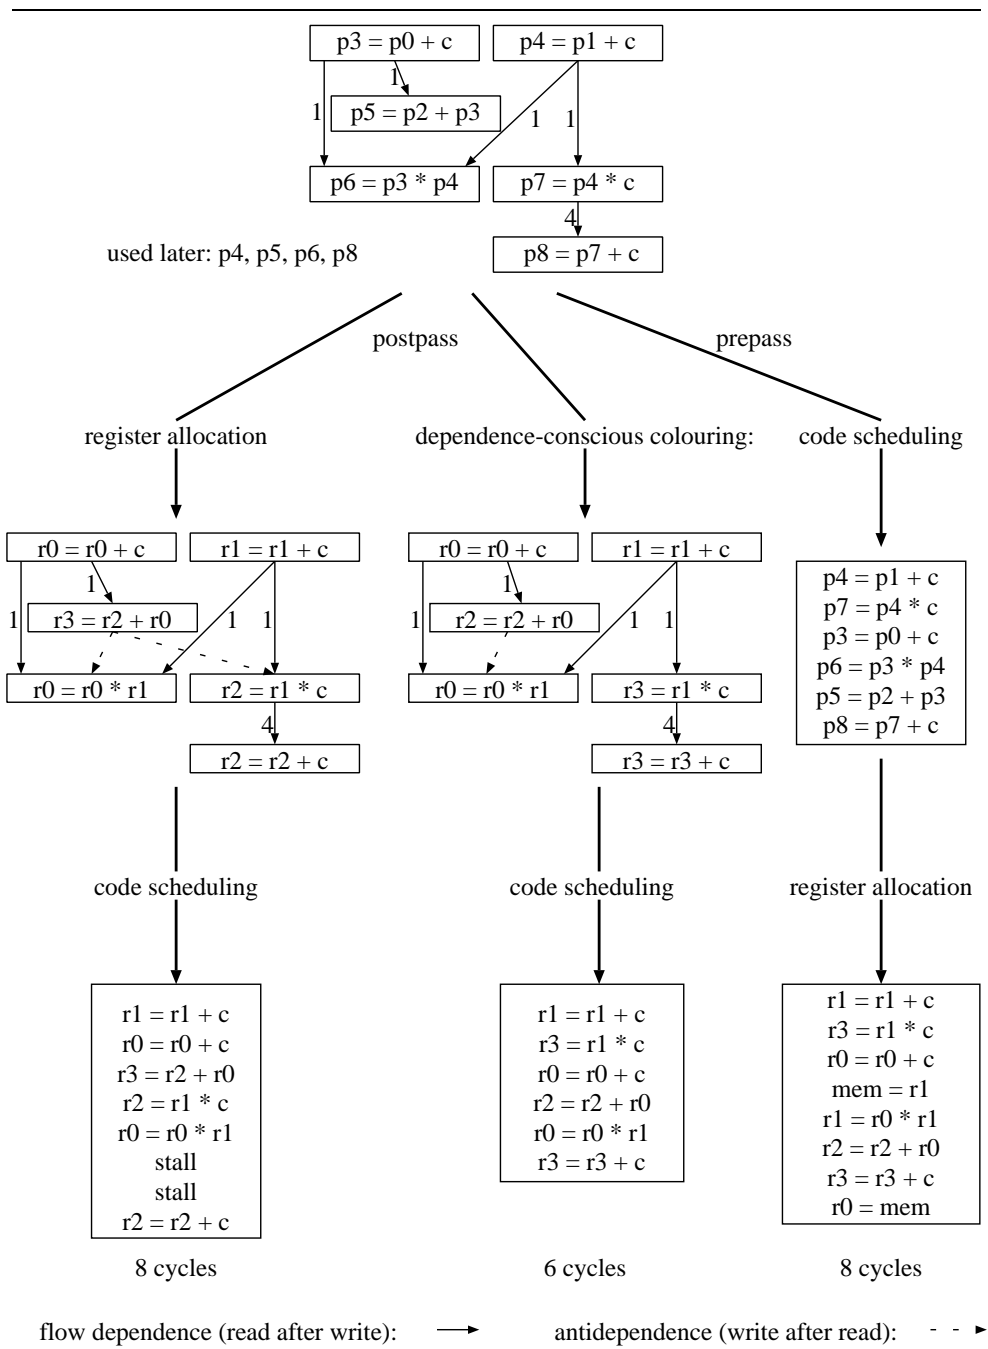 p3 = p0 + c
p4 = p1 + c
1
p5 = p2 + p3
1
1
1
p6 = p3 * p4
p7 = p4 * c
4
p8 = p7 + c
used later: p4, p5, p6, p8
postpass
prepass
register allocation
dependence-conscious colouring:
code scheduling
r0 = r0 + c
r1 = r1 + c
1
r3 = r2 + r0
1
1
1
r0 = r0 * r1
r2 = r1 * c
4
r2 = r2 + c
r0 = r0 + c
r1 = r1 + c
1
r2 = r2 + r0
1
1
1
r0 = r0 * r1
r3 = r1 * c
4
r3 = r3 + c
p4 = p1 + c
p7 = p4 * c
p3 = p0 + c
p6 = p3 * p4
p5 = p2 + p3
p8 = p7 + c
code scheduling
code scheduling
register allocation
r1 = r1 + c
r0 = r0 + c
r3 = r2 + r0
r2 = r1 * c
r0 = r0 * r1
stall
stall
r2 = r2 + c
8 cycles
r1 = r1 + c
r3 = r1 * c
r0 = r0 + c
r2 = r2 + r0
r0 = r0 * r1
r3 = r3 + c
6 cycles
r1 = r1 + c
r3 = r1 * c
r0 = r0 + c
mem = r1
r1 = r0 * r1
r2 = r2 + r0
r3 = r3 + c
r0 = mem
8 cycles
flow dependence (read after write):
antidependence (write after read):